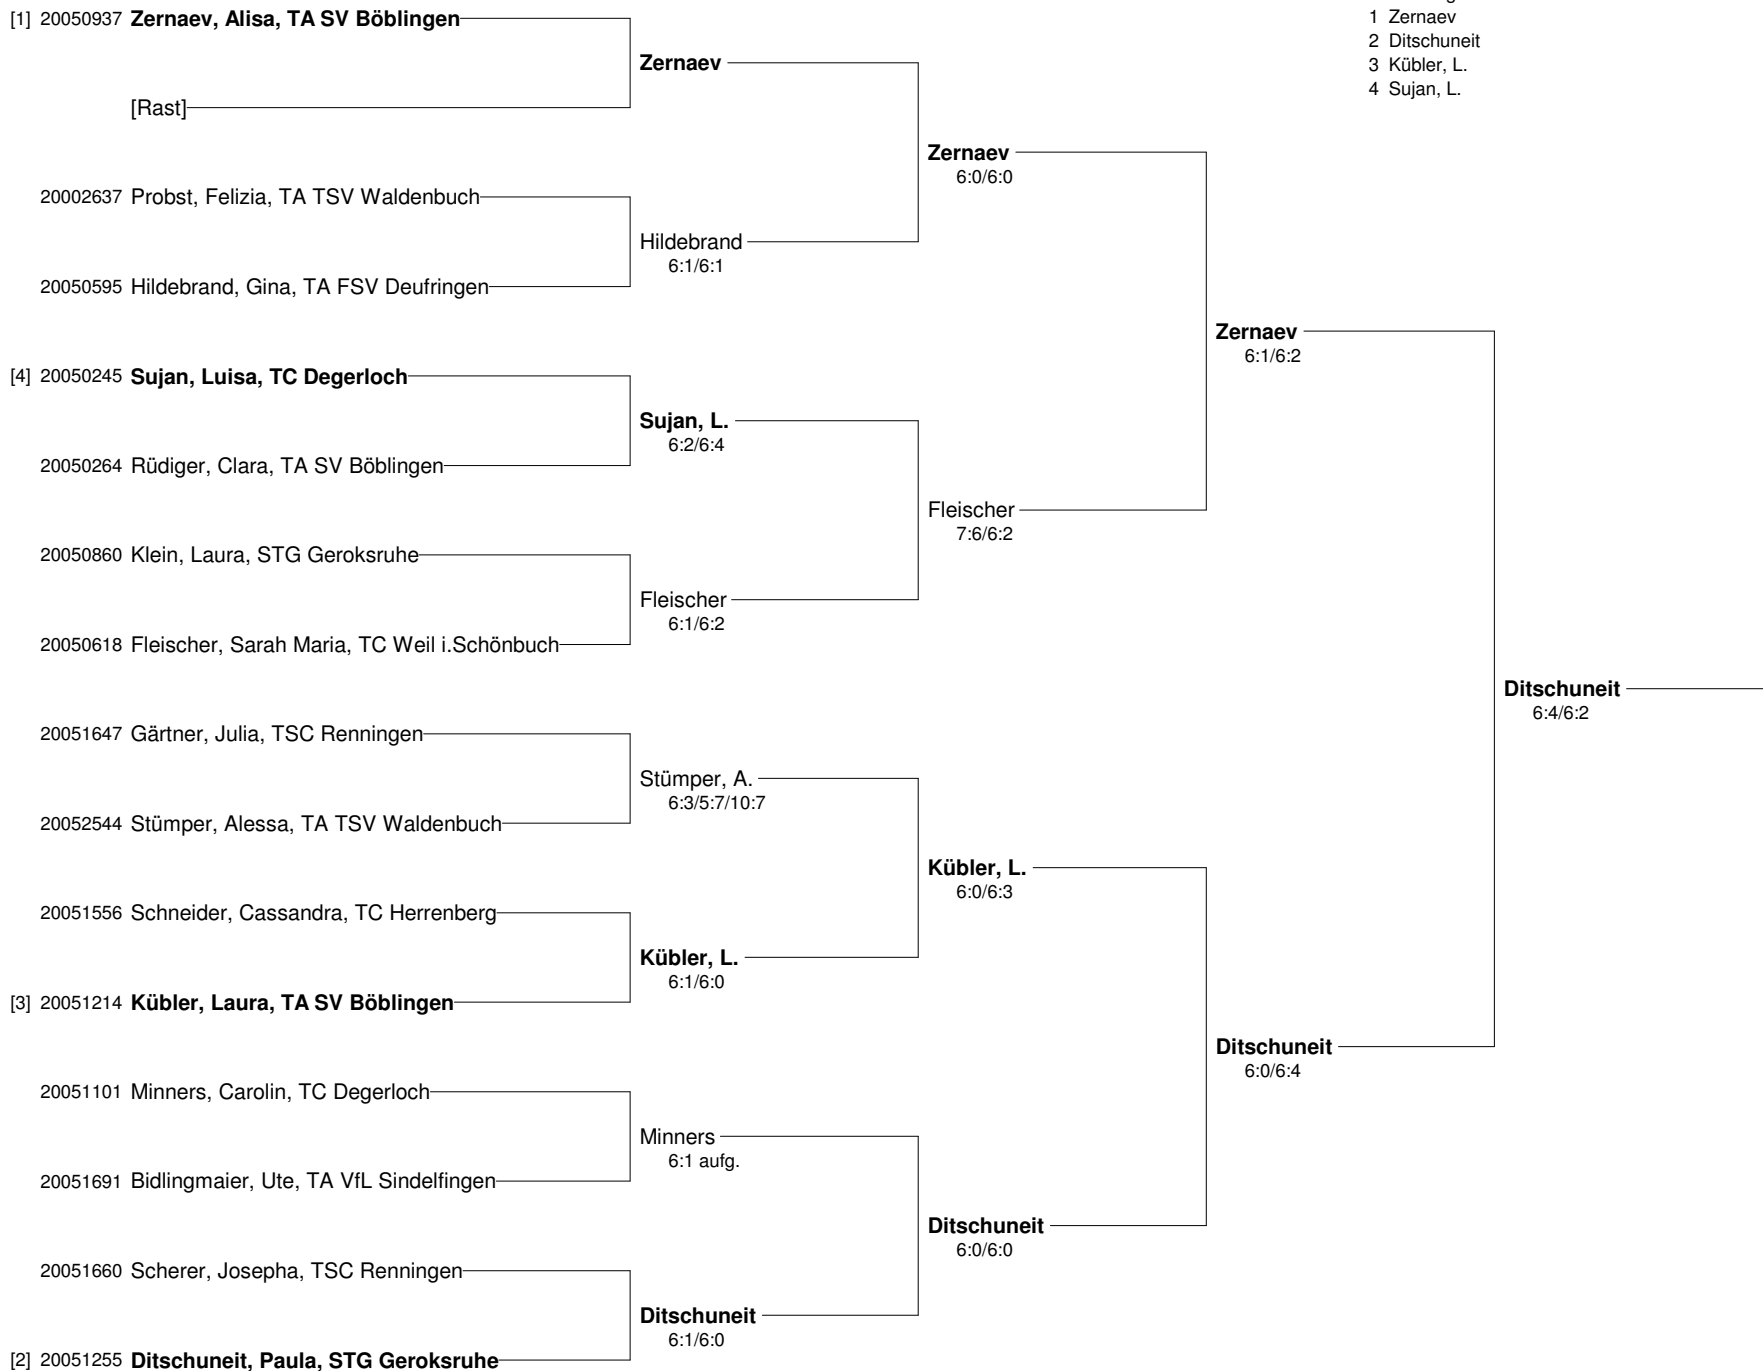 [1] 20050937 Zernaev, Alisa, TA SV Böblingen
1 Zernaev
2 Ditschuneit
3 Kübler, L.
4 Sujan, L.
Zernaev
[Rast]
Zernaev
6:0/6:0
20002637 Probst, Felizia, TA TSV Waldenbuch
Hildebrand
6:1/6:1
20050595 Hildebrand, Gina, TA FSV Deufringen
Zernaev
6:1/6:2
[4] 20050245 Sujan, Luisa, TC Degerloch
Sujan, L.
6:2/6:4
20050264 Rüdiger, Clara, TA SV Böblingen
Fleischer
7:6/6:2
20050860 Klein, Laura, STG Geroksruhe
Fleischer
6:1/6:2
20050618 Fleischer, Sarah Maria, TC Weil i.Schönbuch
Ditschuneit
6:4/6:2
20051647 Gärtner, Julia, TSC Renningen
Stümper, A.
6:3/5:7/10:7
20052544 Stümper, Alessa, TA TSV Waldenbuch
Kübler, L.
6:0/6:3
20051556 Schneider, Cassandra, TC Herrenberg
Kübler, L.
6:1/6:0
[3] 20051214 Kübler, Laura, TA SV Böblingen
Ditschuneit
6:0/6:4
20051101 Minners, Carolin, TC Degerloch
Minners
6:1 aufg.
20051691 Bidlingmaier, Ute, TA VfL Sindelfingen
Ditschuneit
6:0/6:0
20051660 Scherer, Josepha, TSC Renningen
Ditschuneit
6:1/6:0
[2] 20051255 Ditschuneit, Paula, STG Geroksruhe